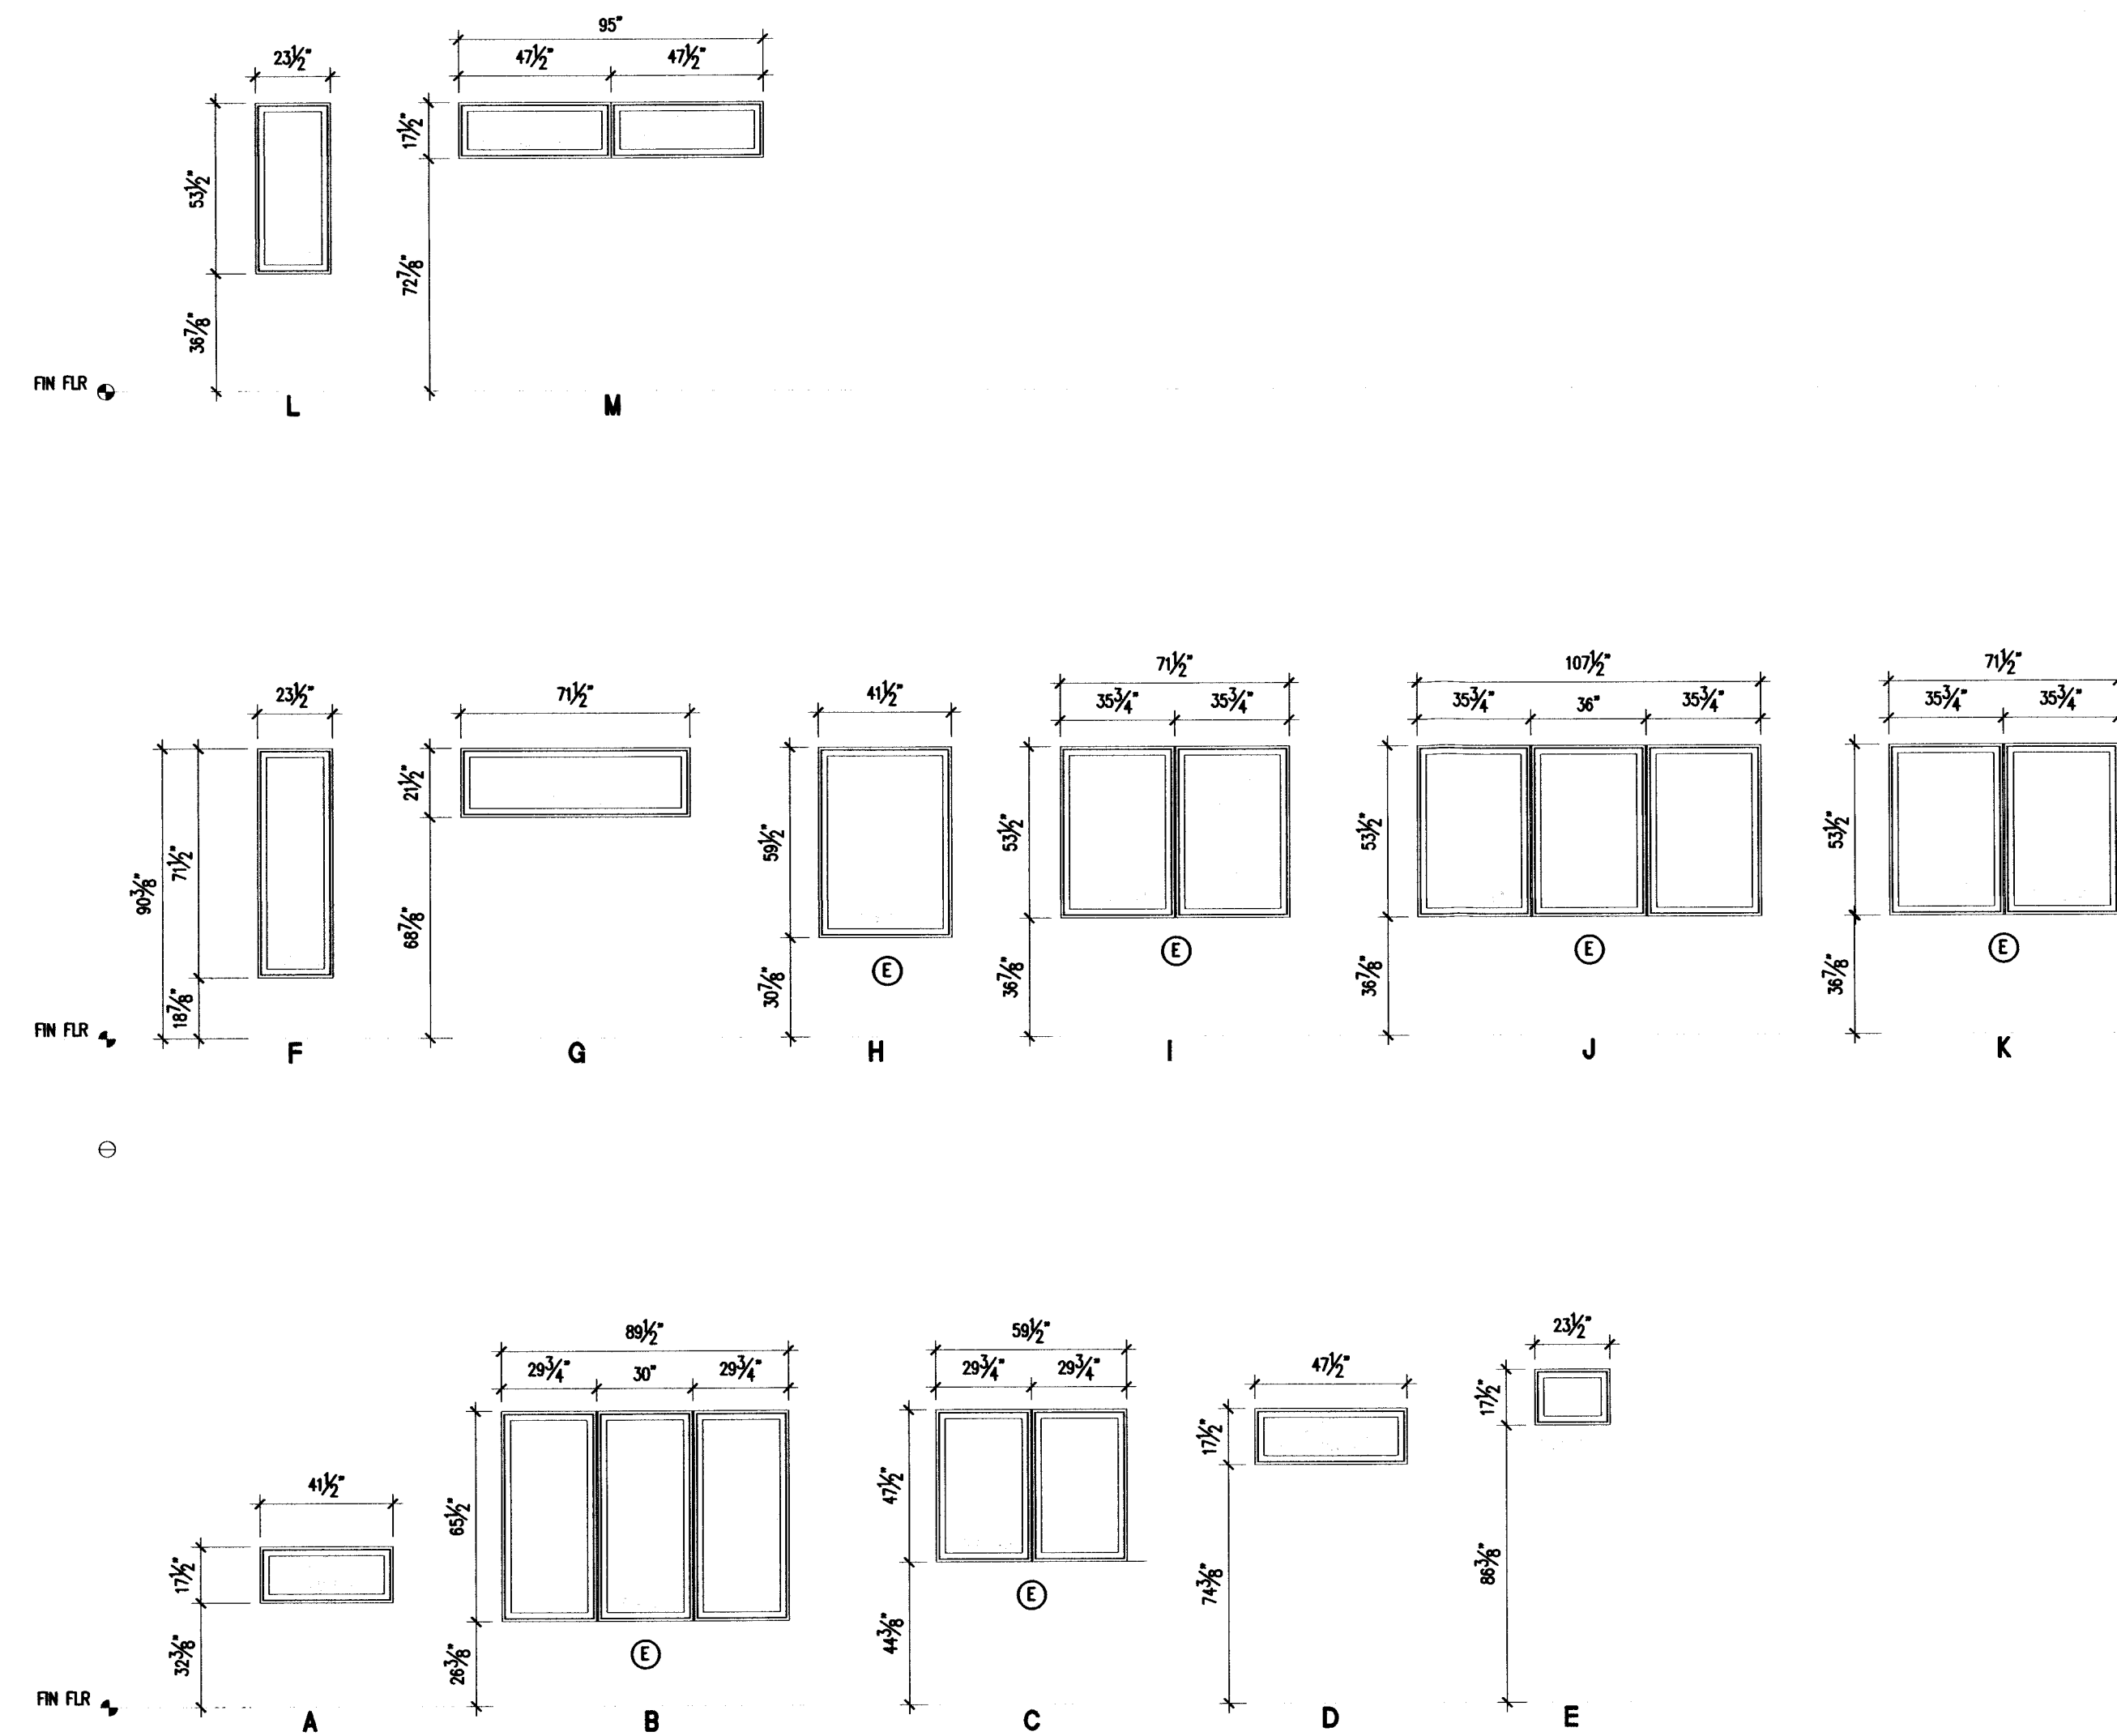 95"
23½" 47½" 47½"
17½"
53½"
72⅞"
36⅞"
FIN FLR
L M
71½" 107½" 71½"
23½" 71½" 41½" 35¾" 35¾" 35¾" 36" 35¾" 35¾" 35¾"
21½"
71½" 90⅜" 59½" 53½" 53½" 53½"
18⅞" 68⅞" 30⅞" 36⅞" 36⅞" 36⅞"
E E E E
FIN FLR
F G H I J K
89½" 59½" 47½" 23½"
29¾" 30" 29¾" 29¾" 29¾"
17½"
17½"
41½" 65½" 47½"
17½"
32⅜" 26⅜" 44⅜" 74⅜" 86⅜"
E E
FIN FLR
A B C D E